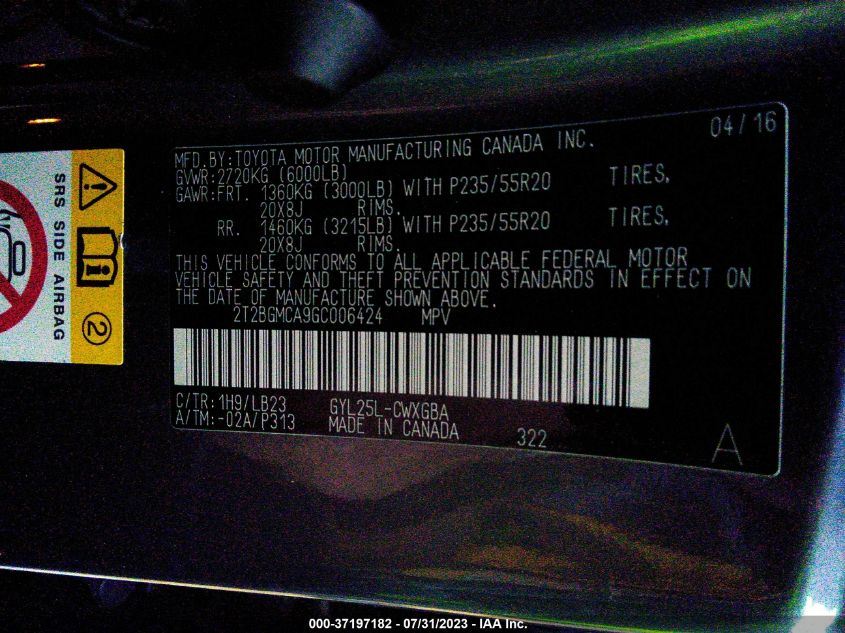 04/16
MFD.BY:TOYOTA MOTOR MANUFACTURING CANADA INC.
GVWR:2720KG (6000LB)
GAWR:FRT. 1360KG (3000LB) WITH P235/55R20 TIRES,
20X8J RIMS.
RR. 1460KG (3215LB) WITH P235/55R20 TIRES,
20X8J RIMS.
THIS VEHICLE CONFORMS TO ALL APPLICABLE FEDERAL MOTOR
VEHICLE SAFETY AND THEFT PREVENTION STANDARDS IN EFFECT ON
THE DATE OF MANUFACTURE SHOWN ABOVE.
2T2BGMCA9GC006424 MPV
C/TR:1H9/LB23 GYL25L-CWXGBA
A/TM:-02A/P313 MADE IN CANADA 322
A
SRS SIDE AIRBAG
2
000-37197182 - 07/31/2023 - IAA Inc.